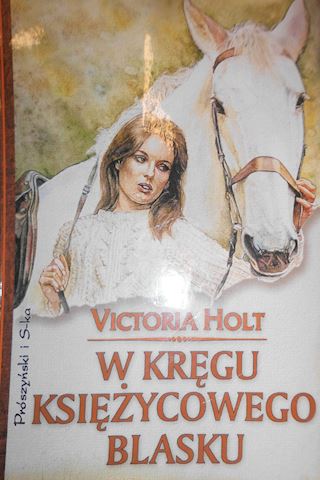 VICTORIA HOLT
W KRĘGU
KSIĘŻYCOWEGO
BLASKU
Prószyński i S-ka